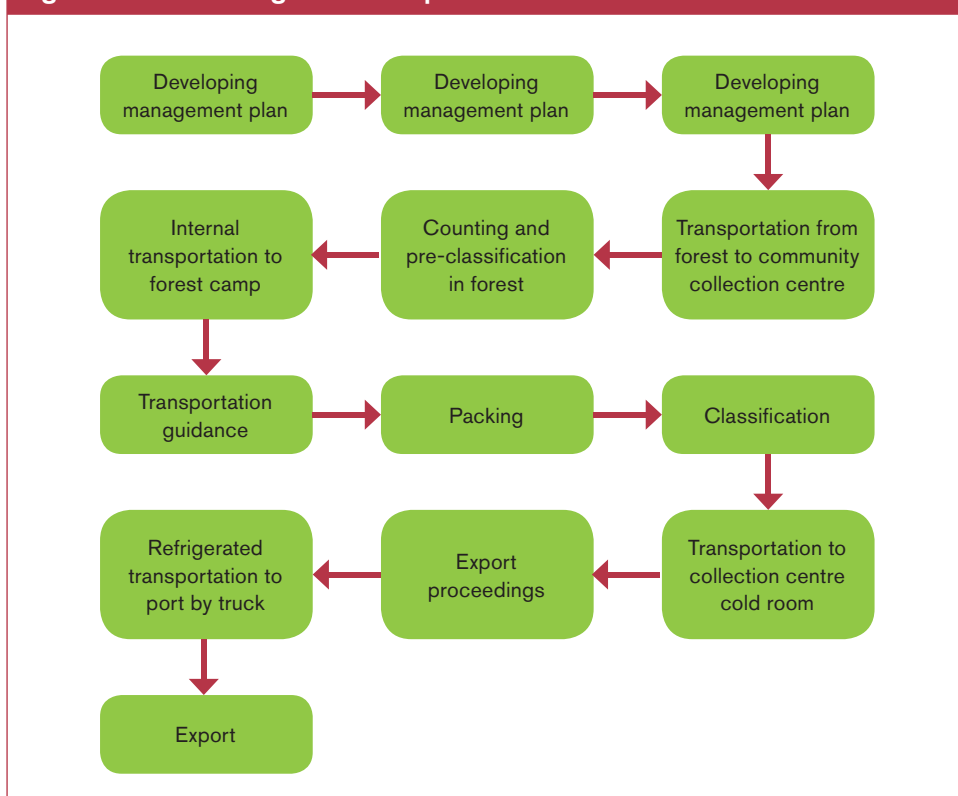 Developing
management plan
Developing
management plan
Developing
management plan
Internal
transportation to
forest camp
Counting and
pre-classification
in forest
Transportation from
forest to community
collection centre
Transportation
guidance
Packing
Classification
Refrigerated
transportation to
port by truck
Export
proceedings
Transportation to
collection centre
cold room
Export